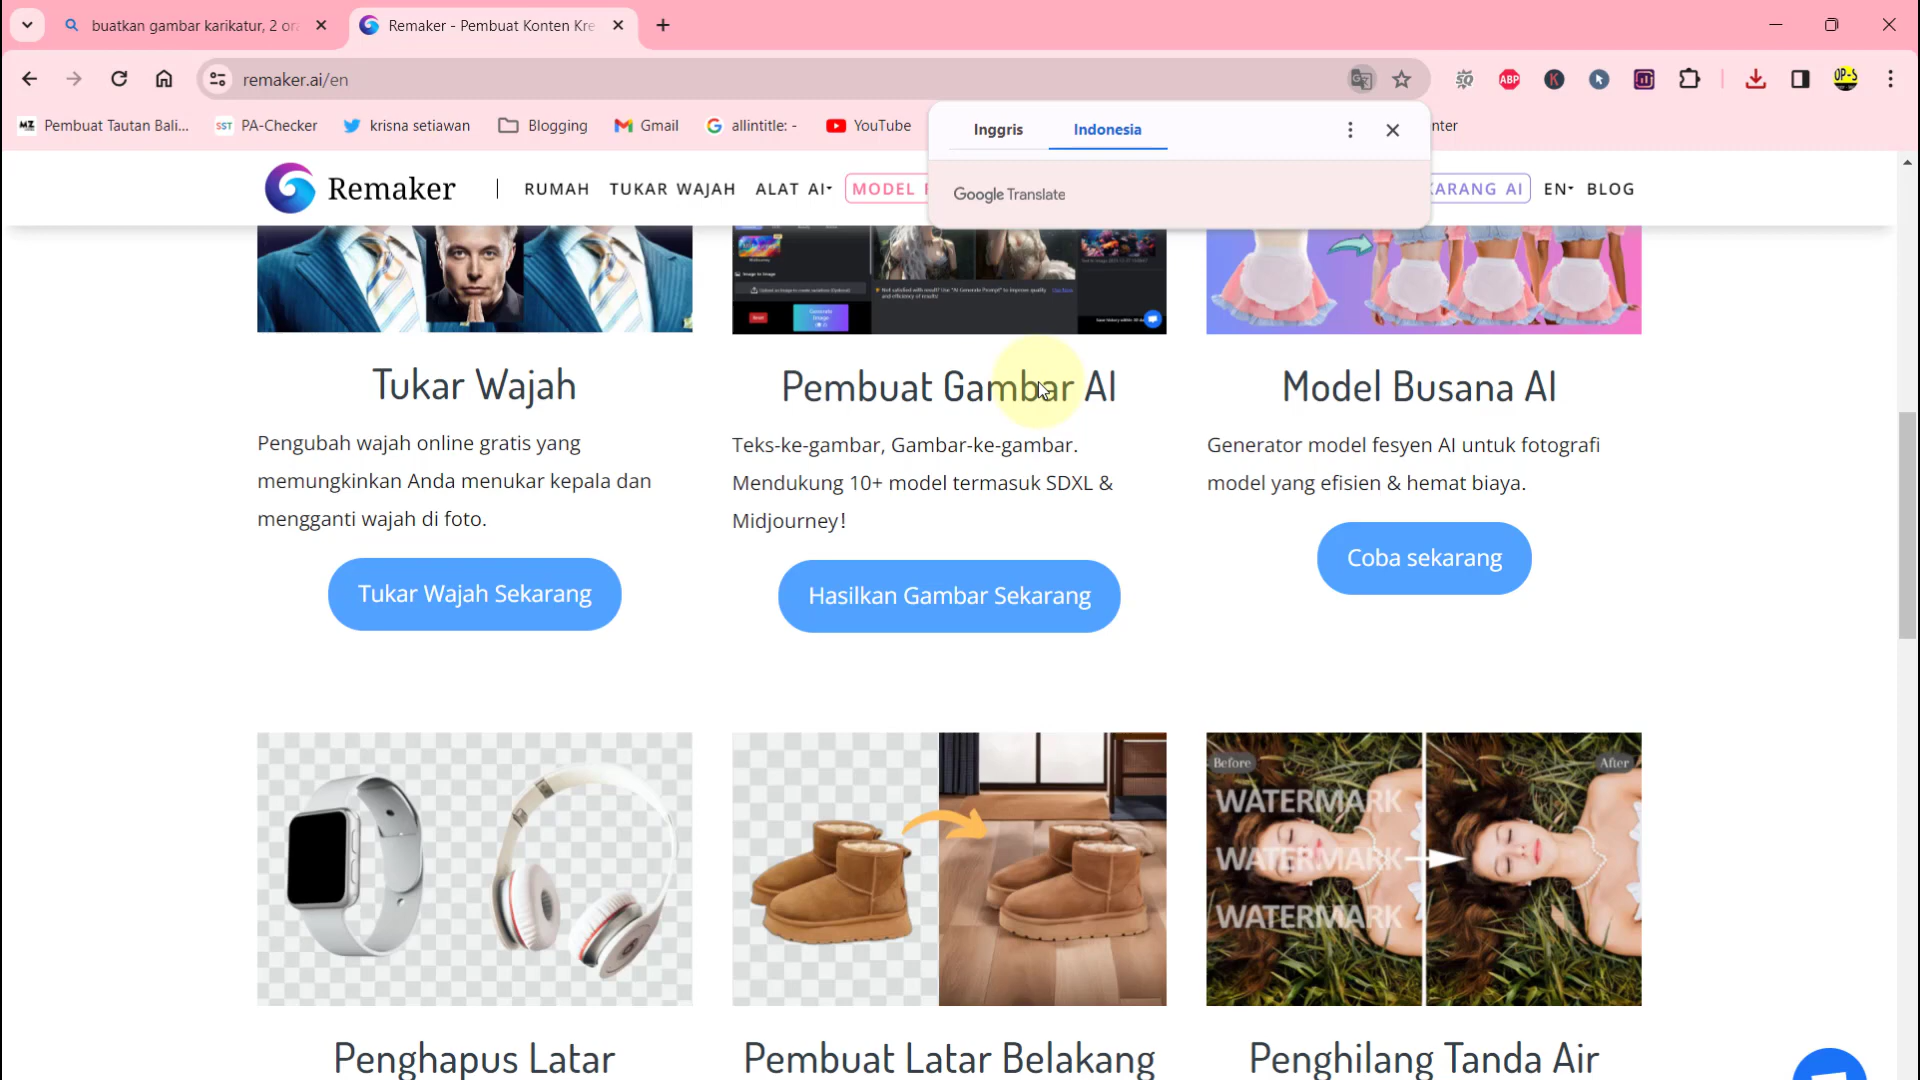 buatkan gambar karikatur, 2 or
Remaker - Pembuat Konten Kre
remaker.ai/en
ABP
K
OP-S
MZ Pembuat Tautan Bali...
SST PA-Checker
krisna setiawan
Blogging
Gmail
allintitle: -
YouTube
nter
Inggris
Indonesia
Google Translate
Remaker
RUMAH
TUKAR WAJAH
ALAT AI
MODEL
KARANG AI
EN
BLOG
Tukar Wajah
Pengubah wajah online gratis yang
memungkinkan Anda menukar kepala dan
mengganti wajah di foto.
Tukar Wajah Sekarang
Pembuat Gambar AI
Teks-ke-gambar, Gambar-ke-gambar.
Mendukung 10+ model termasuk SDXL &
Midjourney!
Hasilkan Gambar Sekarang
Model Busana AI
Generator model fesyen AI untuk fotografi
model yang efisien & hemat biaya.
Coba sekarang
Before
After
WATERMARK
WATERMARK
WATERMARK
Penghapus Latar
Pembuat Latar Belakang
Penghilang Tanda Air